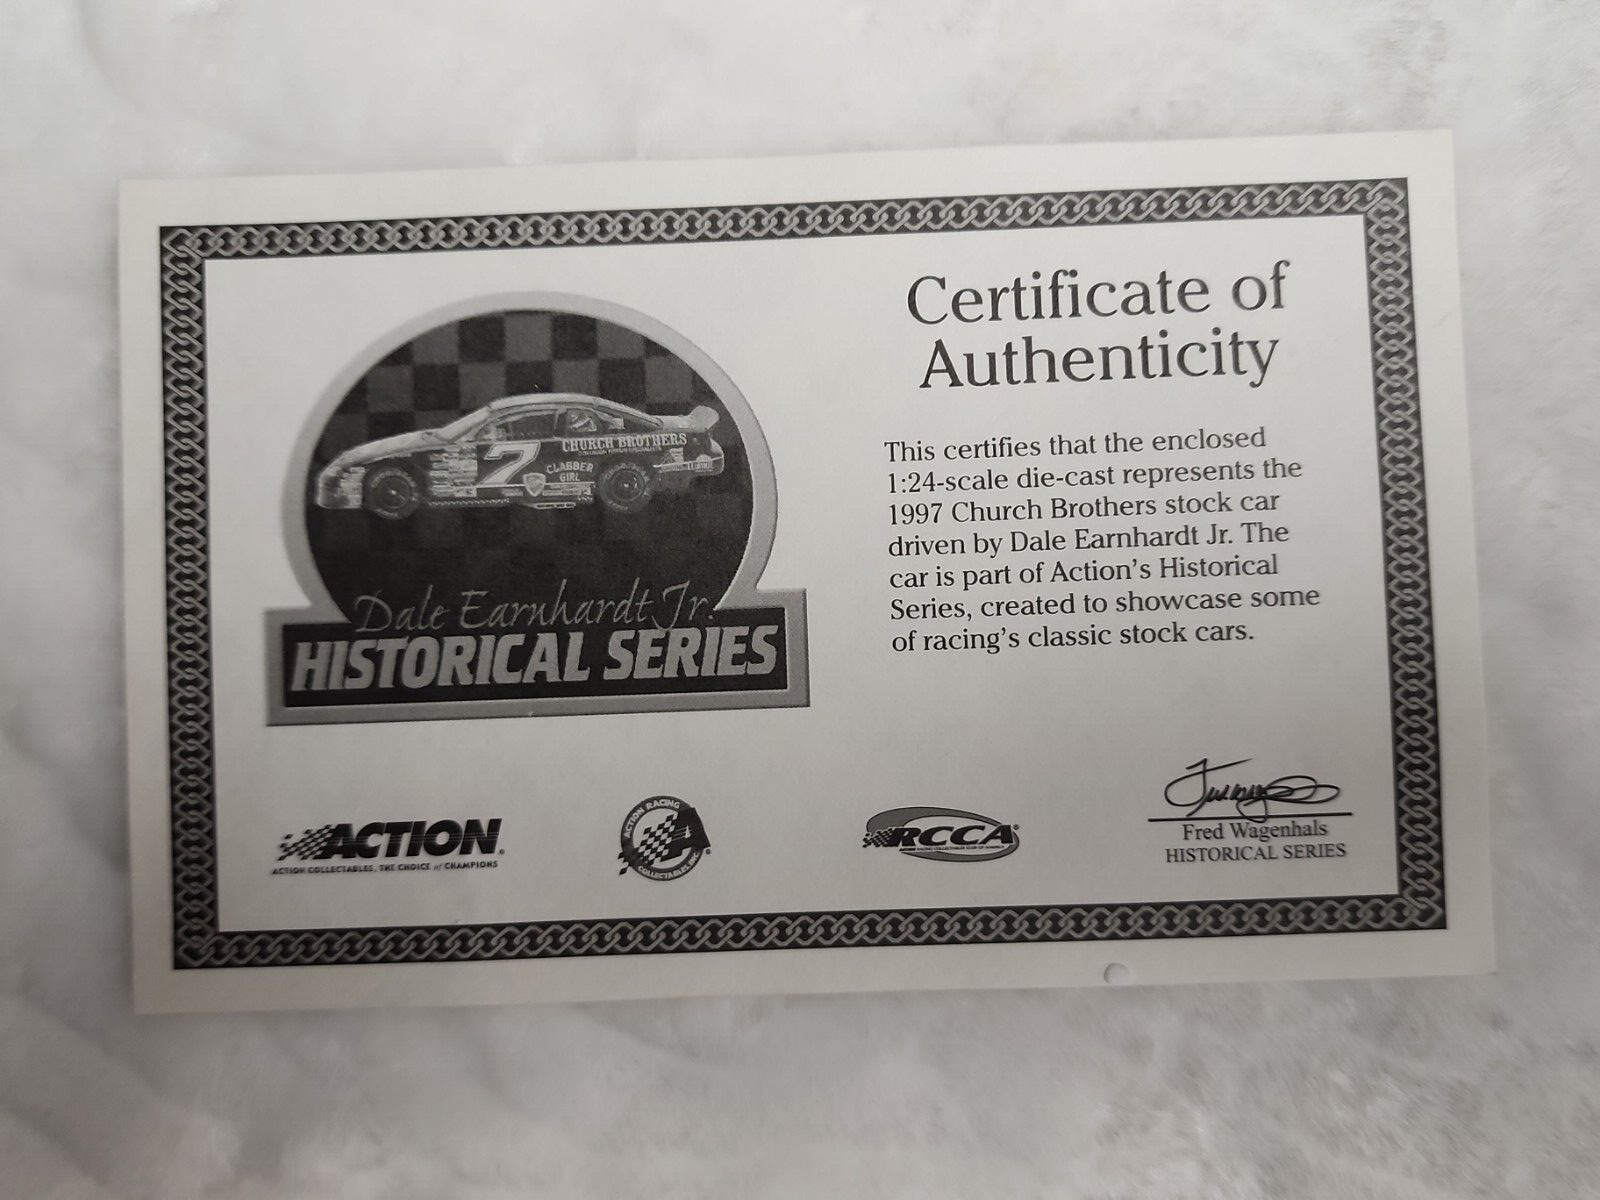 Certificate of
Authenticity
This certifies that the enclosed
1:24-scale die-cast represents the
1997 Church Brothers stock car
driven by Dale Earnhardt Jr. The
car is part of Action's Historical
Series, created to showcase some
of racing's classic stock cars.
7
CHURCH BROTHERS
CLABBER
GIRL
Dale Earnhardt Jr.
HISTORICAL SERIES
ACTION
ACTION COLLECTABLES, THE CHOICE of CHAMPIONS
ACTION RACING
COLLECTABLES, INC.
RCCA®
Fred Wagenhals
HISTORICAL SERIES